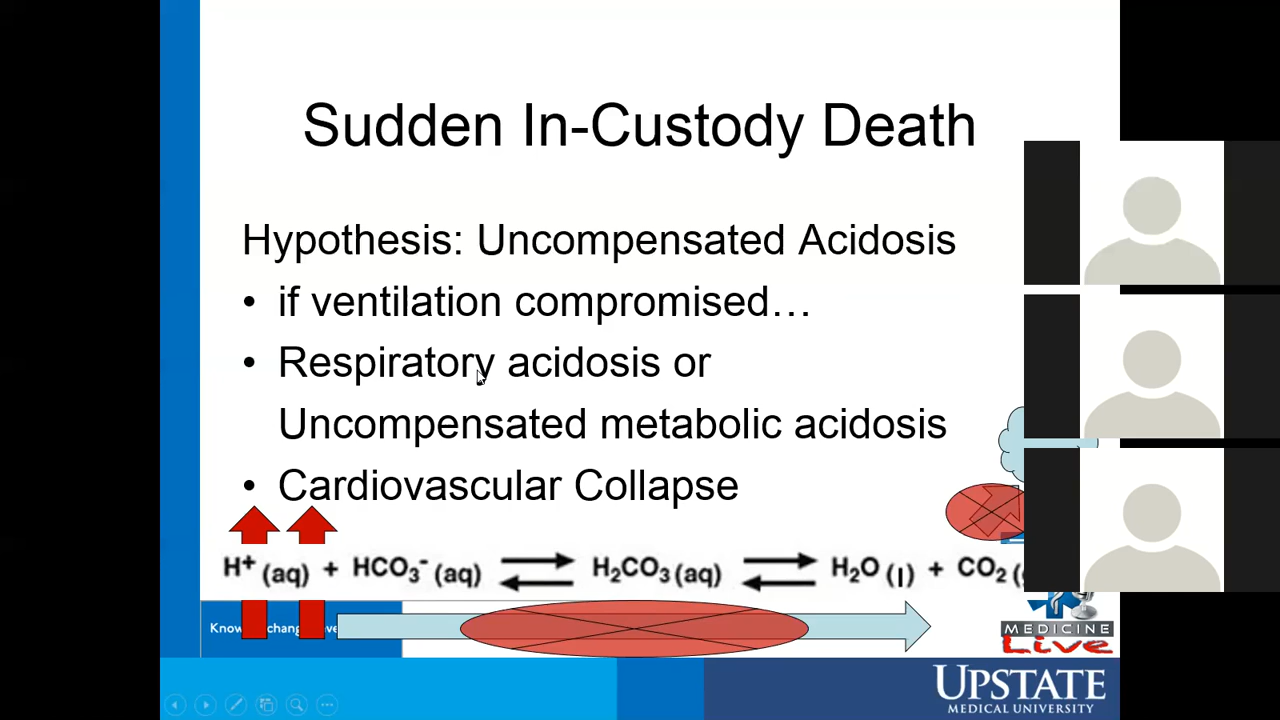 Sudden In-Custody Death
Hypothesis: Uncompensated Acidosis
• if ventilation compromised…
• Respiratory acidosis or
Uncompensated metabolic acidosis
• Cardiovascular Collapse
H⁺(aq) + HCO₃⁻(aq) ⇌ H₂CO₃(aq) ⇌ H₂O(l) + CO₂
MEDICINE
Live
UPSTATE
MEDICAL UNIVERSITY